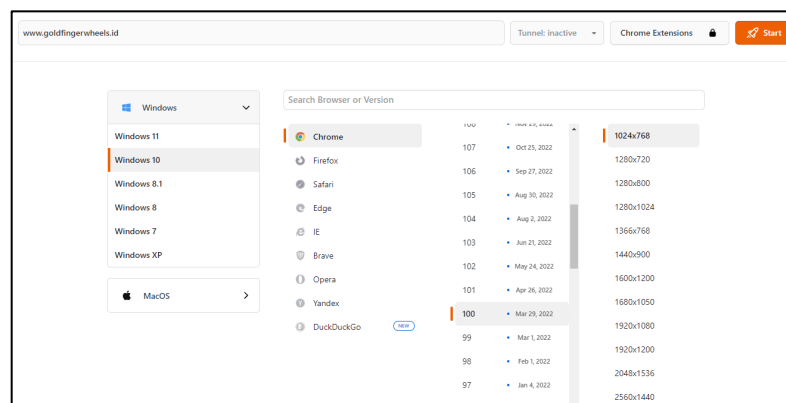 www.goldfingerwheels.id
Tunnel: inactive
Chrome Extensions
Start
Windows
Windows 11
Windows 10
Windows 8.1
Windows 8
Windows 7
Windows XP
MacOS
Search Browser or Version
Chrome
Firefox
Safari
Edge
IE
Brave
Opera
Yandex
DuckDuckGo NEW
107 • Oct 25, 2022
106 • Sep 27, 2022
105 • Aug 30, 2022
104 • Aug 2, 2022
103 • Jun 21, 2022
102 • May 24, 2022
101 • Apr 26, 2022
100 • Mar 29, 2022
99 • Mar 1, 2022
98 • Feb 1, 2022
97 • Jan 4, 2022
1024x768
1280x720
1280x800
1280x1024
1366x768
1440x900
1600x1200
1680x1050
1920x1080
1920x1200
2048x1536
2560x1440